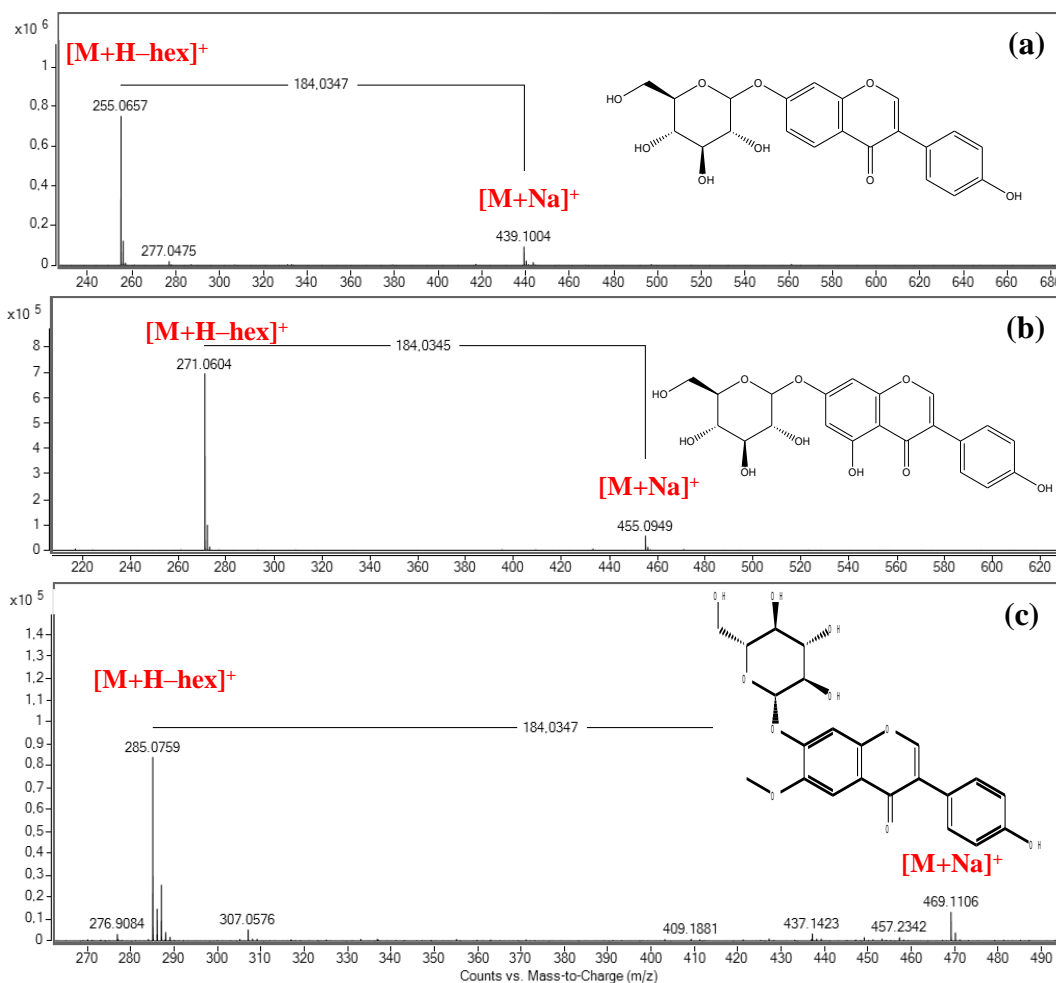 x10 6
[M+H–hex]+
(a)
184,0347
1
255.0657
0.8
0.6
0.4
[M+Na]+
0.2
277.0475
439.1004
0
240 260 280 300 320 340 360 380 400 420 440 460 480 500 520 540 560 580 600 620 640 660 680
HO O O O
HO OH
OH O OH
x10 5
[M+H–hex]+
(b)
184,0345
8
271.0604
7
6
5
4
3
[M+Na]+
2
1
455.0949
0
220 240 260 280 300 320 340 360 380 400 420 440 460 480 500 520 540 560 580 600 620
HO O O O
HO OH
OH OH O OH
x10 5
(c)
1,4
1.3
1.2
[M+H–hex]+
1.1
1
184,0347
0.9
285.0759
0.8
0.7
0.6
0.5
0.4
0.3
[M+Na]+
0.2
276.9084 307.0576 409.1881 437.1423 457.2342 469.1106
0,1
0
270 280 290 300 310 320 330 340 350 360 370 380 390 400 410 420 430 440 450 460 470 480 490
Counts vs. Mass-to-Charge (m/z)
OH OH
OH
O OH
O O
O O OH